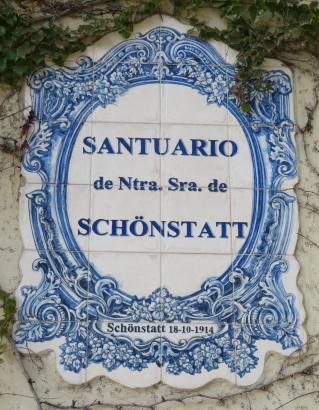 SANTUARIO
de Ntra. Sra. de
SCHÖNSTATT
Schönstatt 18-10-1914